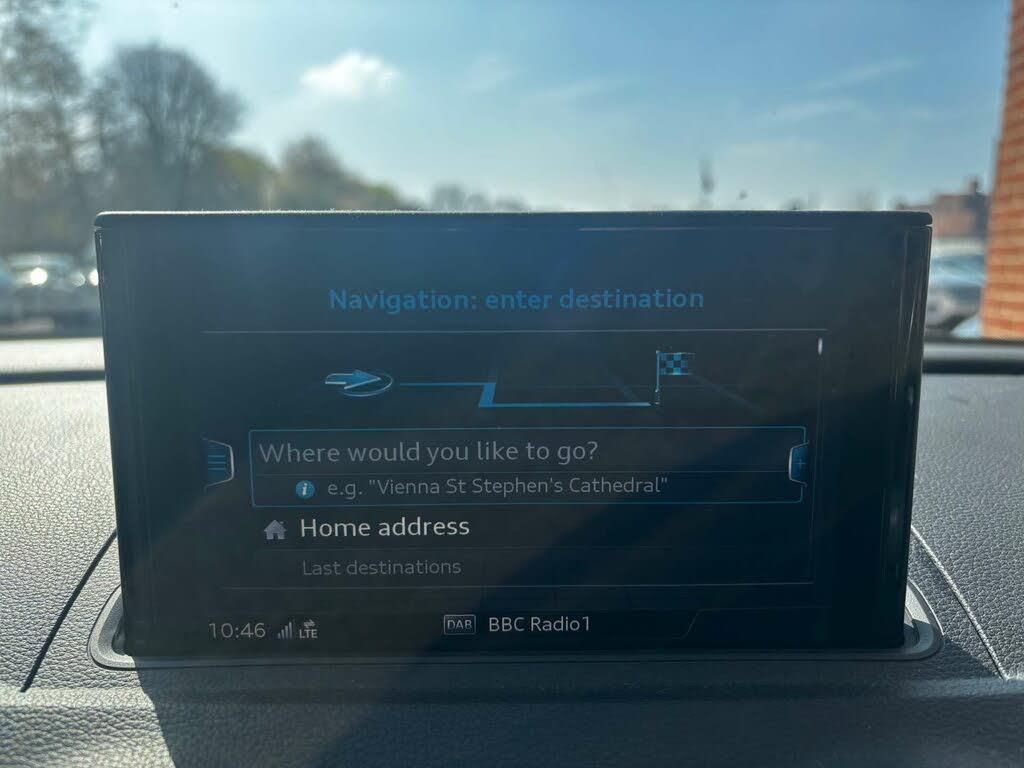 Navigation: enter destination
Where would you like to go?
i e.g. "Vienna St Stephen's Cathedral"
Home address
Last destinations
10:46 LTE DAB BBC Radio1